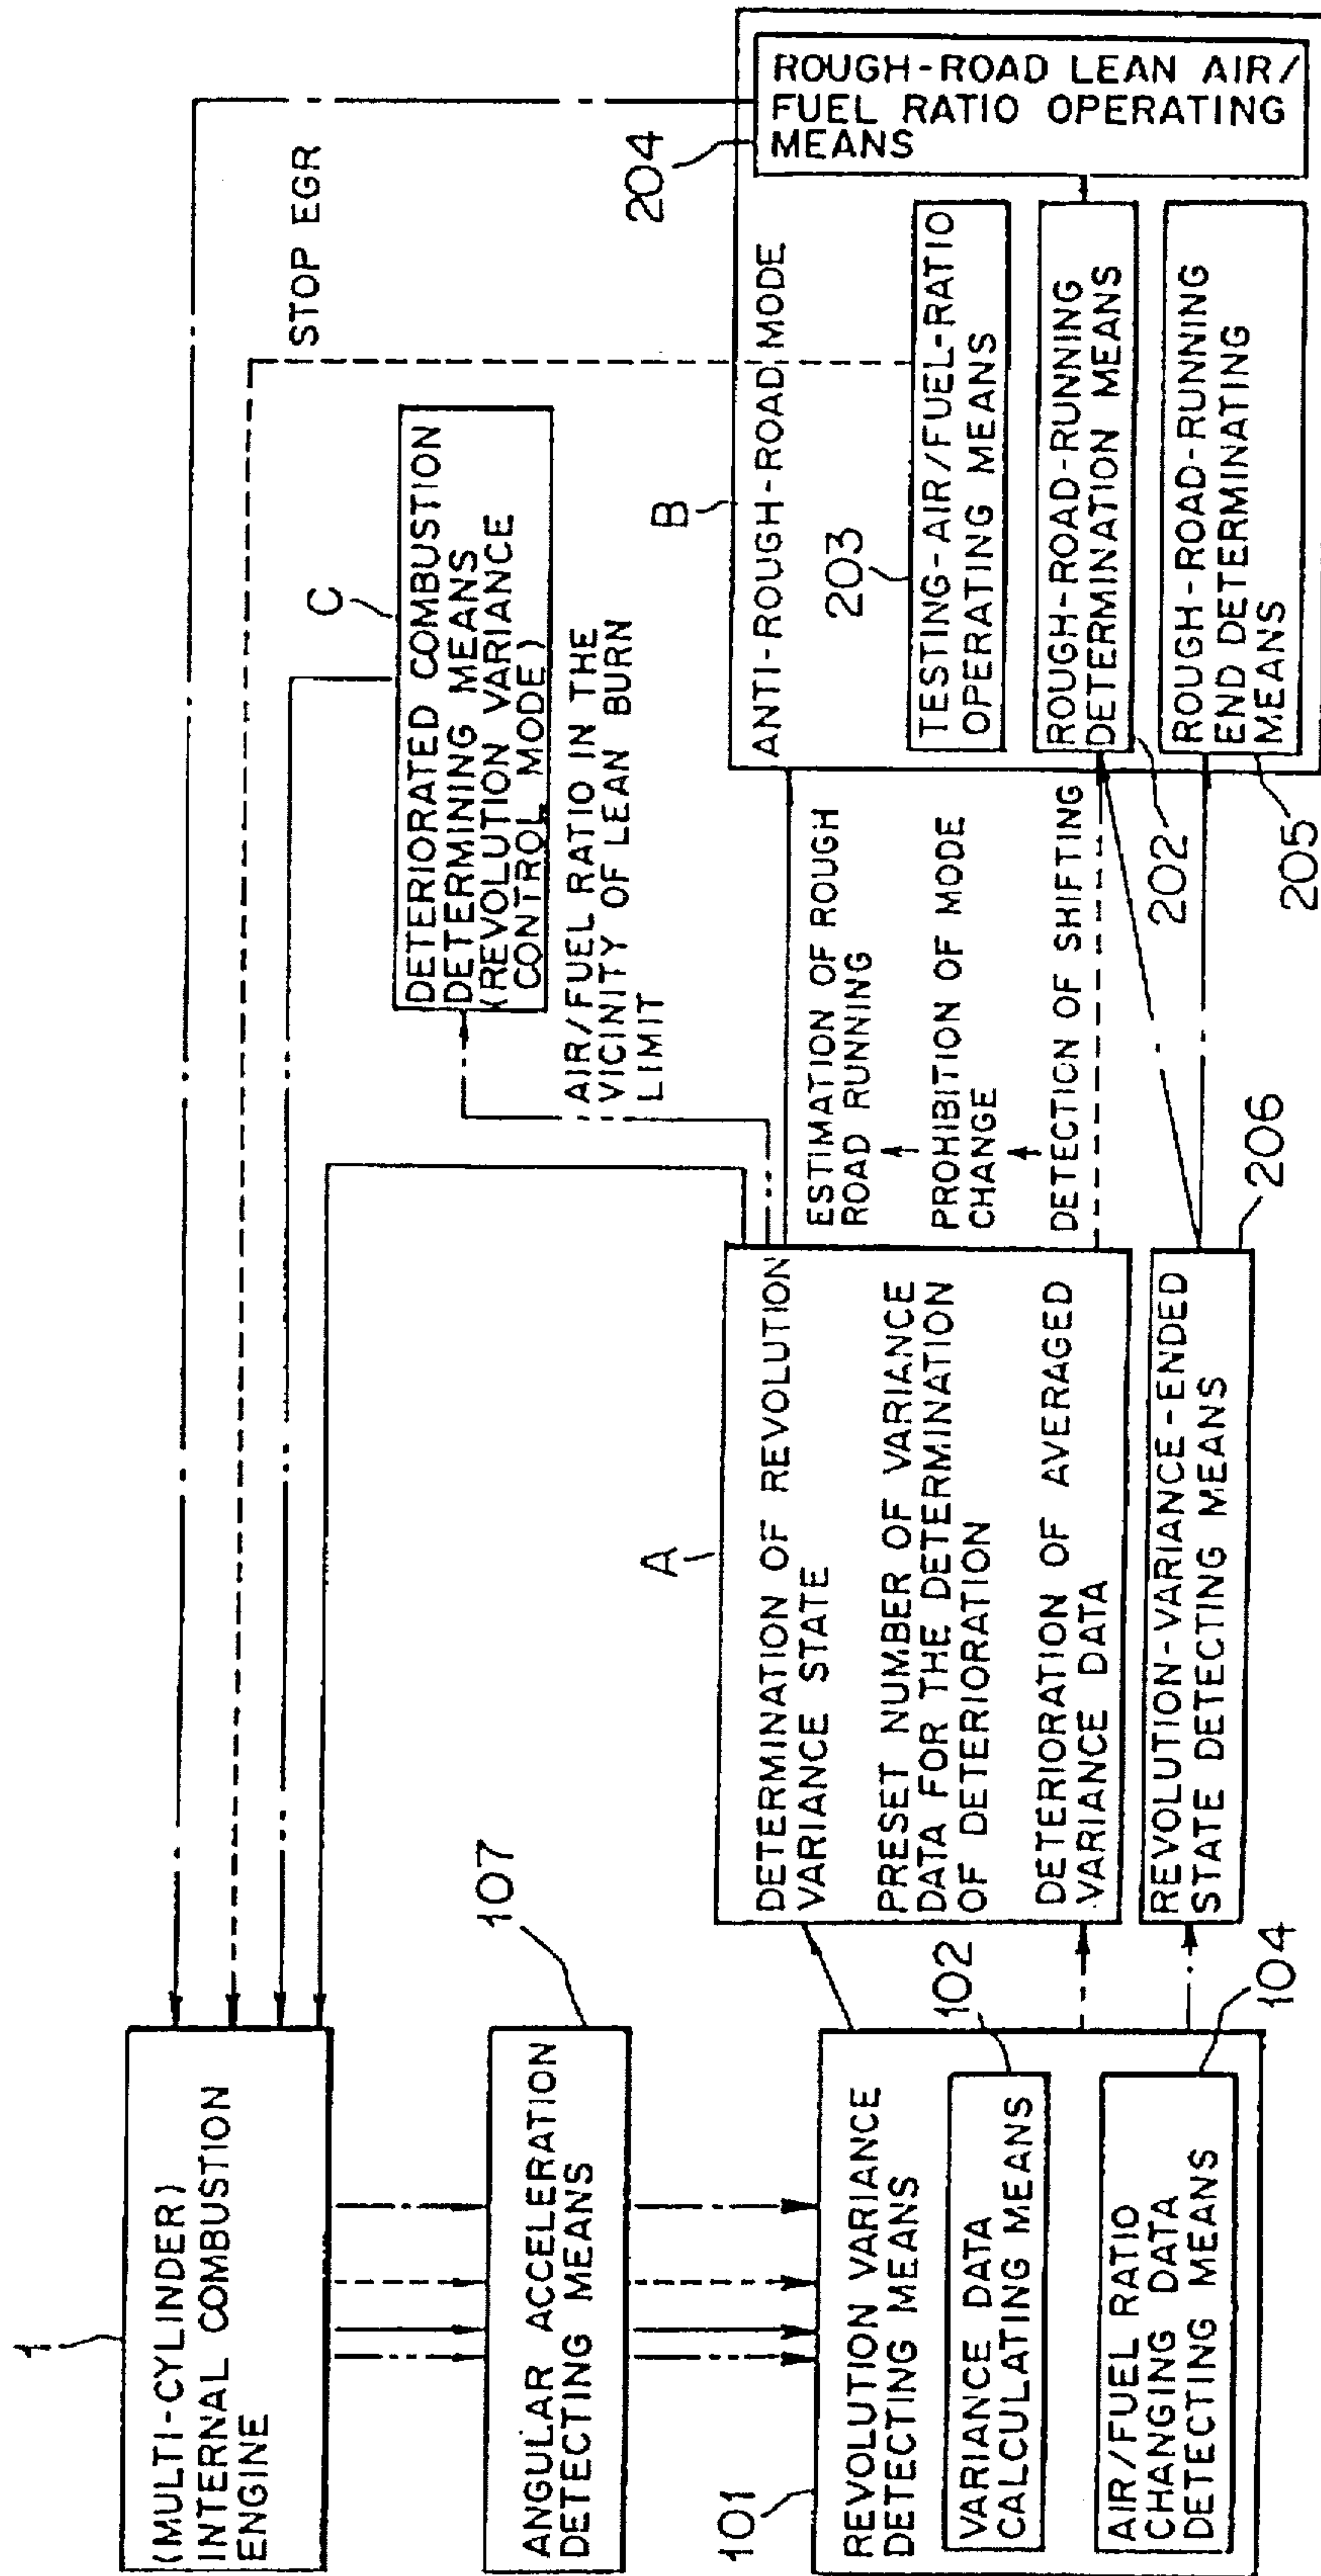 1
(MULTI-CYLINDER)
INTERNAL COMBUSTION
ENGINE
107
ANGULAR ACCELERATION
DETECTING MEANS
101
REVOLUTION VARIANCE
DETECTING MEANS
102
VARIANCE DATA
CALCULATING MEANS
104
AIR/FUEL RATIO
CHANGING DATA
DETECTING MEANS
A
DETERMINATION OF REVOLUTION
VARIANCE STATE
PRESET NUMBER OF VARIANCE
DATA FOR THE DETERMINATION
OF DETERIORATION
DETERIORATION OF AVERAGED
VARIANCE DATA
REVOLUTION-VARIANCE-ENDED
STATE DETECTING MEANS
206
C
DETERIORATED COMBUSTION
DETERMINING MEANS
(REVOLUTION VARIANCE
CONTROL MODE)
AIR/FUEL RATIO IN THE
VICINITY OF LEAN BURN
LIMIT
STOP EGR
ESTIMATION OF ROUGH
ROAD RUNNING
PROHIBITION OF MODE
CHANGE
DETECTION OF SHIFTING
B
ANTI-ROUGH-ROAD MODE
203
TESTING-AIR/FUEL-RATIO
OPERATING MEANS
ROUGH-ROAD-RUNNING
DETERMINATION MEANS
202
ROUGH-ROAD-RUNNING
END DETERMINATING
MEANS
205
204
ROUGH-ROAD LEAN AIR/
FUEL RATIO OPERATING
MEANS